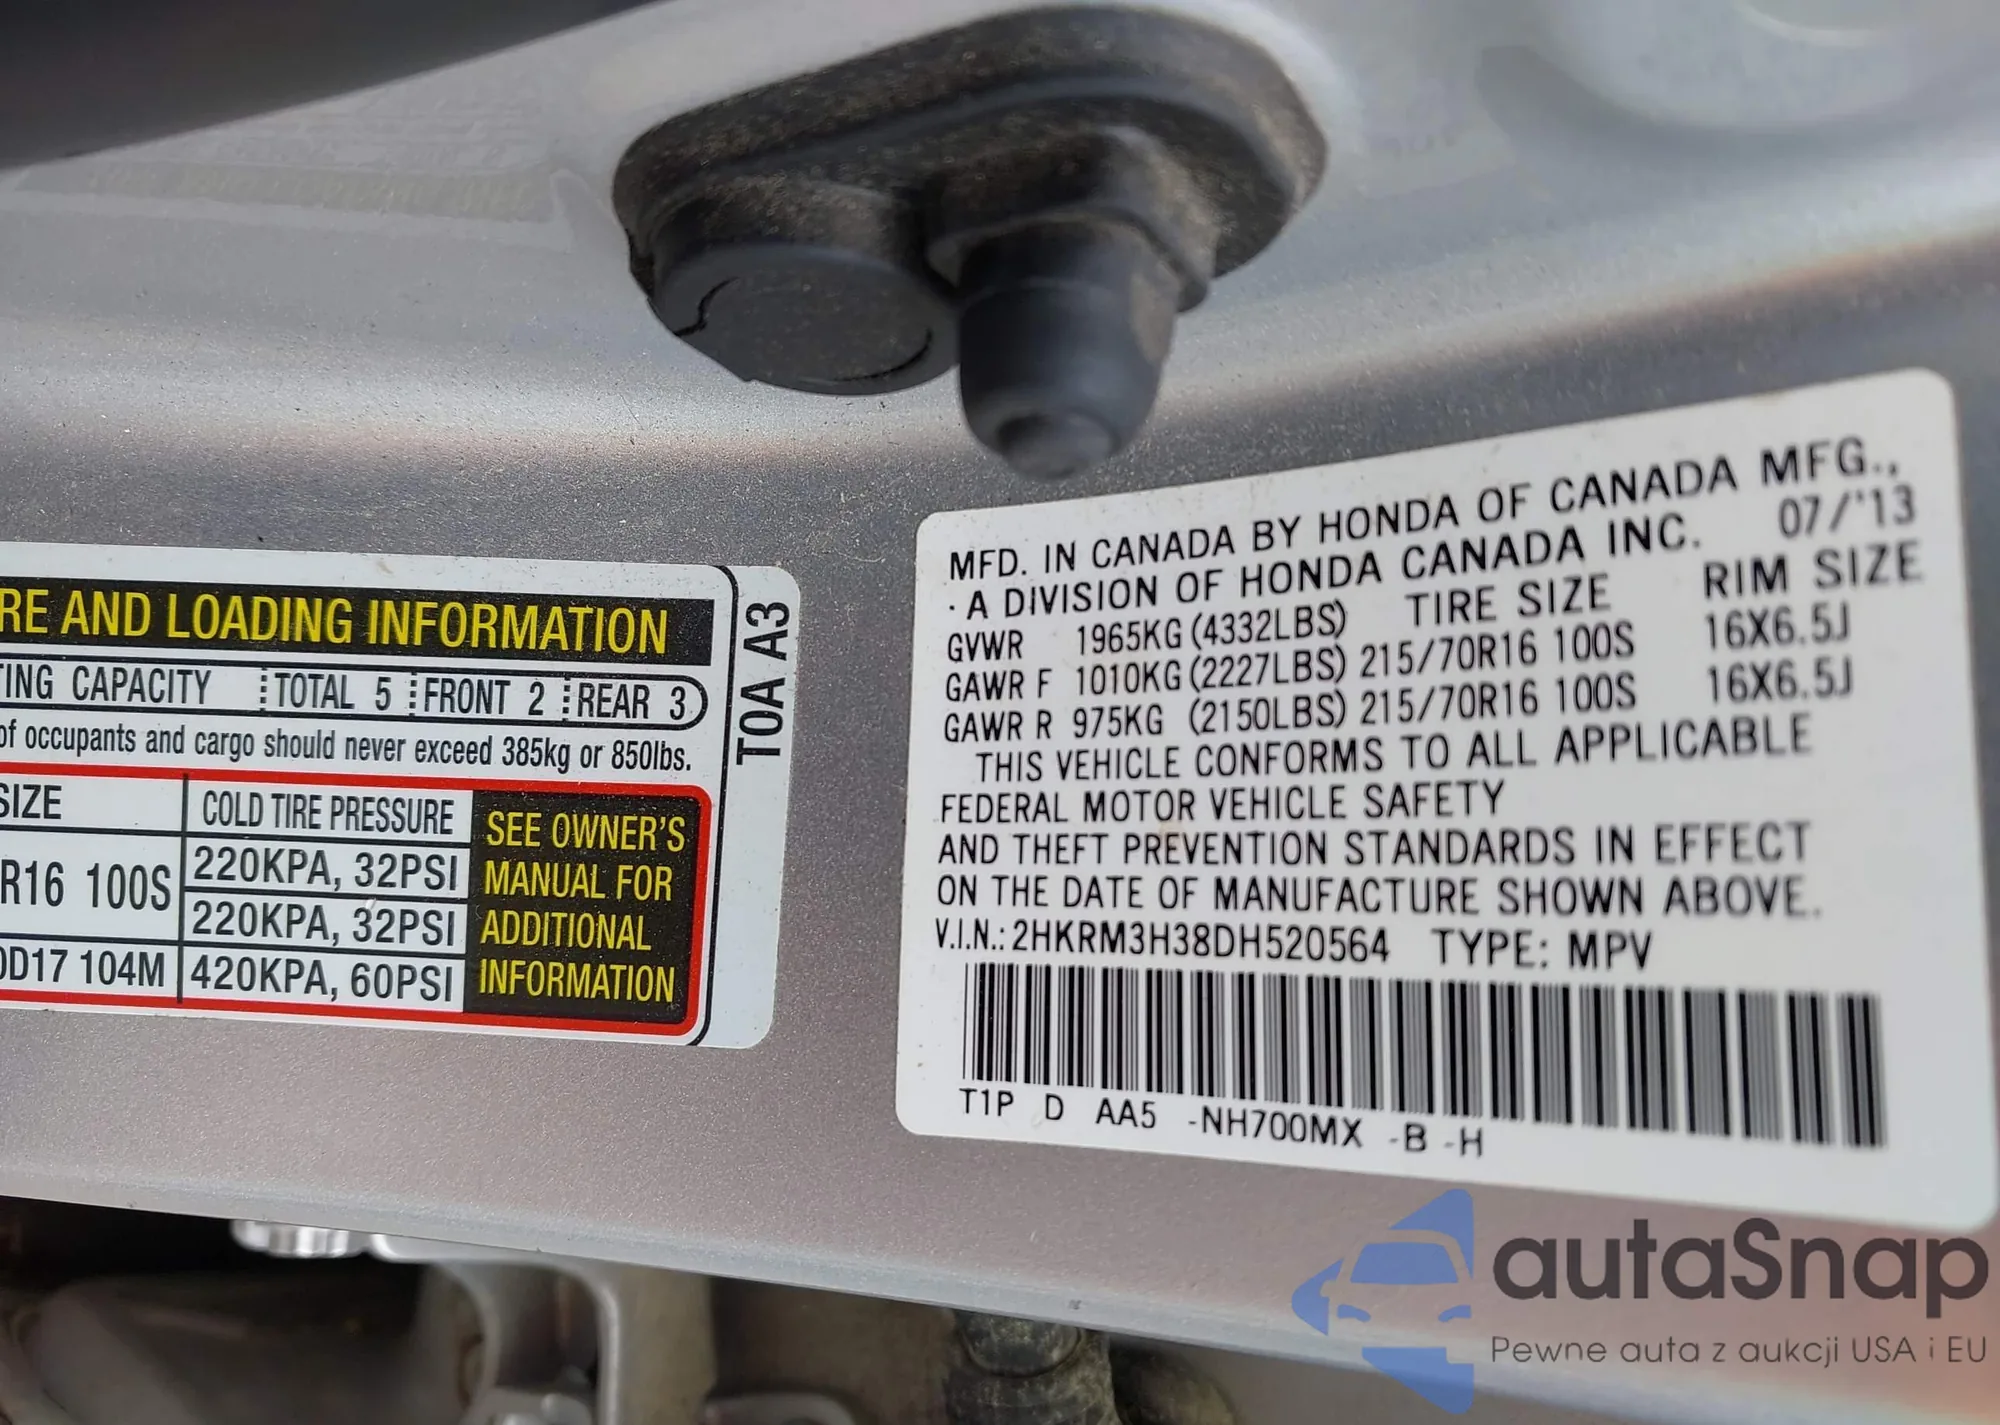 RE AND LOADING INFORMATION
TING CAPACITY TOTAL 5 FRONT 2 REAR 3
of occupants and cargo should never exceed 385kg or 850lbs.
SIZE COLD TIRE PRESSURE
R16 100S 220KPA, 32PSI
220KPA, 32PSI
D17 104M 420KPA, 60PSI
SEE OWNER'S
MANUAL FOR
ADDITIONAL
INFORMATION
T0A A3
MFD. IN CANADA BY HONDA OF CANADA MFG.,
· A DIVISION OF HONDA CANADA INC. 07/'13
GVWR 1965KG (4332LBS) TIRE SIZE RIM SIZE
GAWR F 1010KG (2227LBS) 215/70R16 100S 16X6.5J
GAWR R 975KG (2150LBS) 215/70R16 100S 16X6.5J
THIS VEHICLE CONFORMS TO ALL APPLICABLE
FEDERAL MOTOR VEHICLE SAFETY
AND THEFT PREVENTION STANDARDS IN EFFECT
ON THE DATE OF MANUFACTURE SHOWN ABOVE.
V.I.N.: 2HKRM3H38DH520564 TYPE: MPV
T1P D AA5 -NH700MX -B -H
autaSnap
Pewne auta z aukcji USA i EU